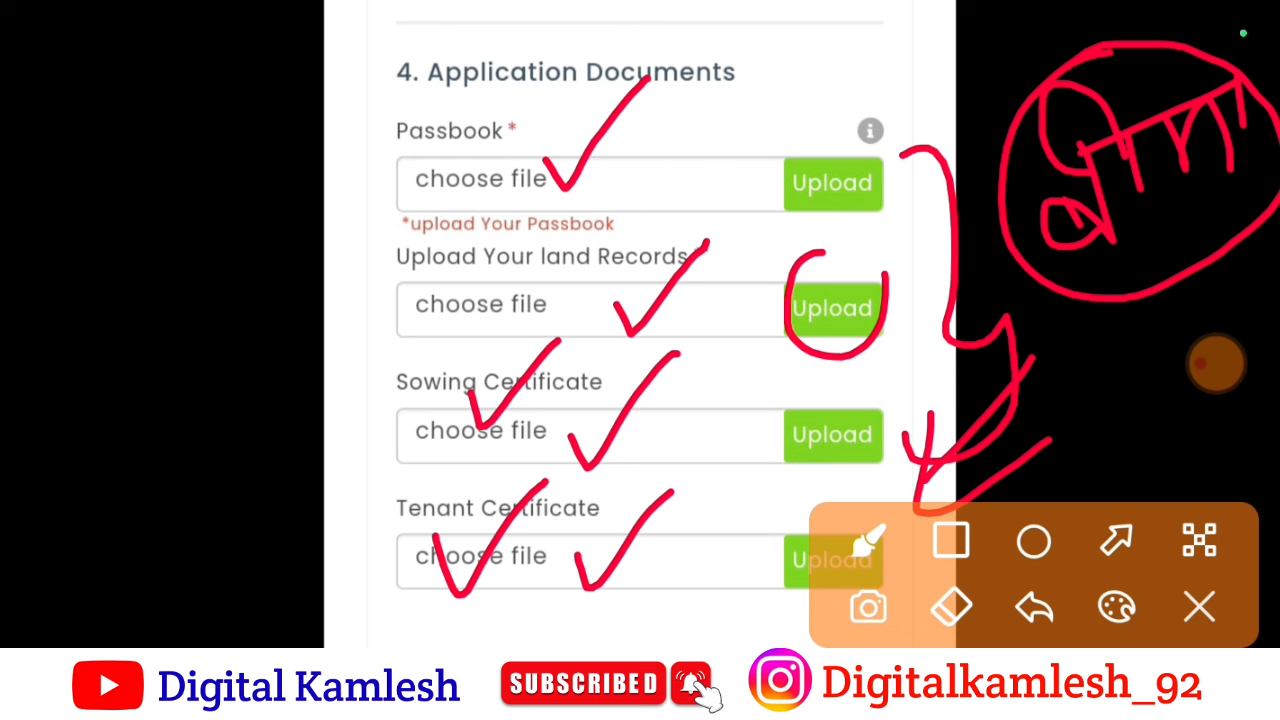 4. Application Documents
Passbook *
choose file Upload
*upload Your Passbook
Upload Your land Records
choose file Upload
Sowing Certificate
choose file Upload
Tenant Certificate
choose file Upload
Digital Kamlesh SUBSCRIBED Digitalkamlesh_92